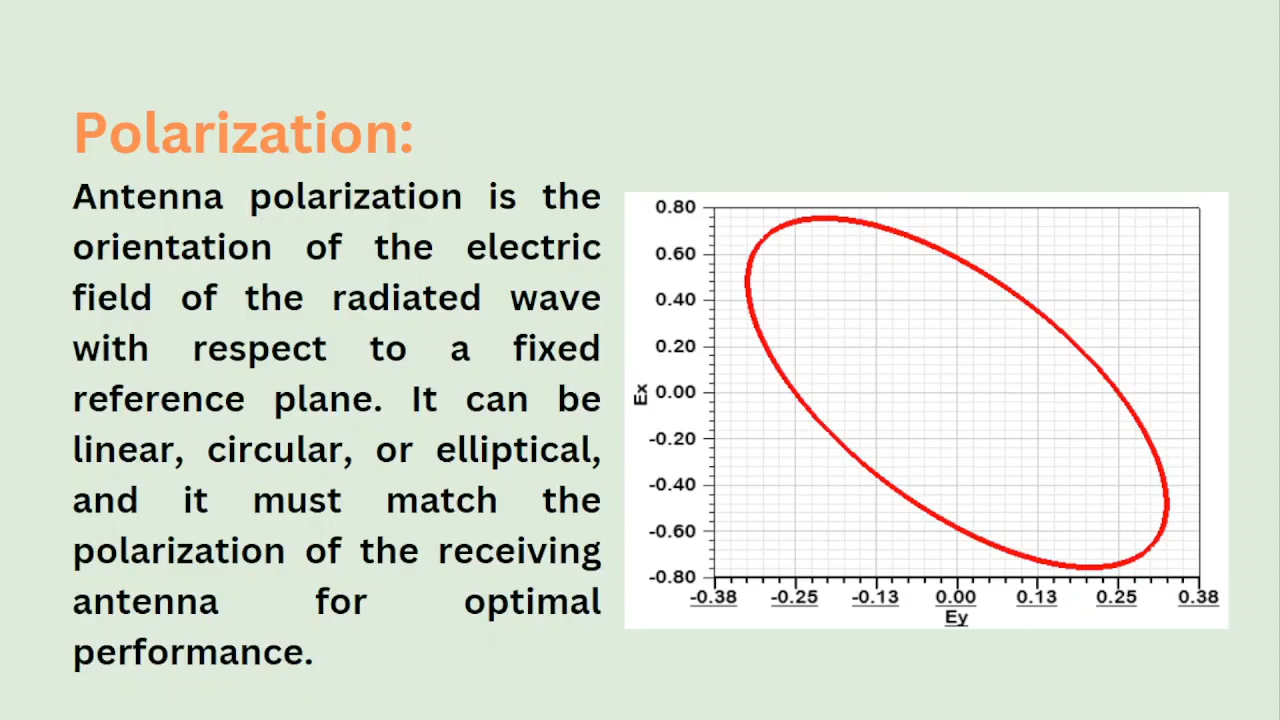 Polarization:
Antenna polarization is the
orientation of the electric
field of the radiated wave
with respect to a fixed
reference plane. It can be
linear, circular, or elliptical,
and it must match the
polarization of the receiving
antenna for optimal
performance.
0.80
0.60
0.40
0.20
0.00
-0.20
-0.40
-0.60
-0.80
Ex
-0.38 -0.25 -0.13 0.00 0.13 0.25 0.38
Ey